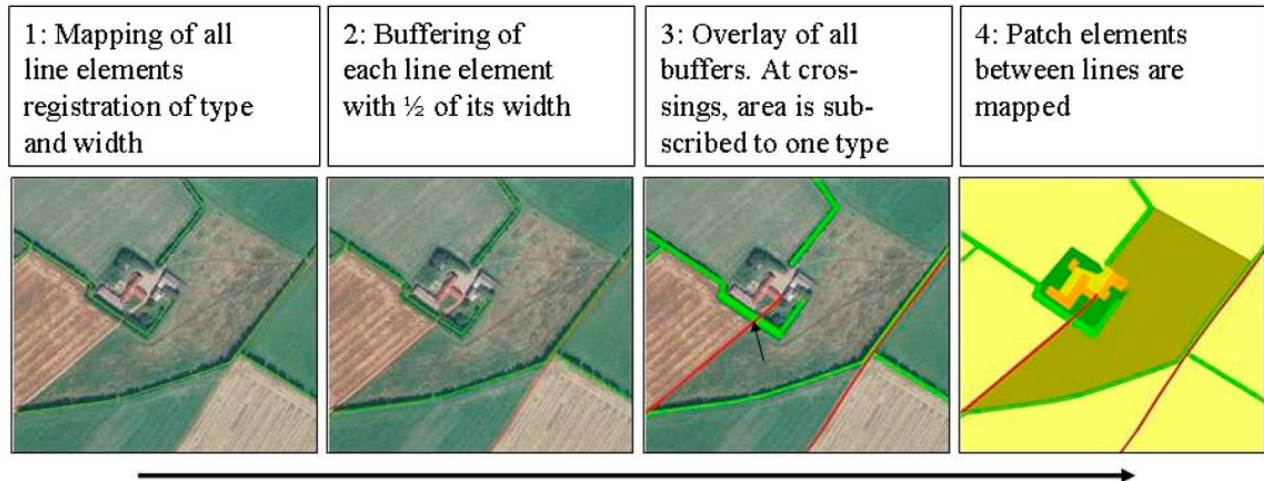 1: Mapping of all
line elements
registration of type
and width
2: Buffering of
each line element
with ½ of its width
3: Overlay of all
buffers. At cros-
sings, area is sub-
scribed to one type
4: Patch elements
between lines are
mapped